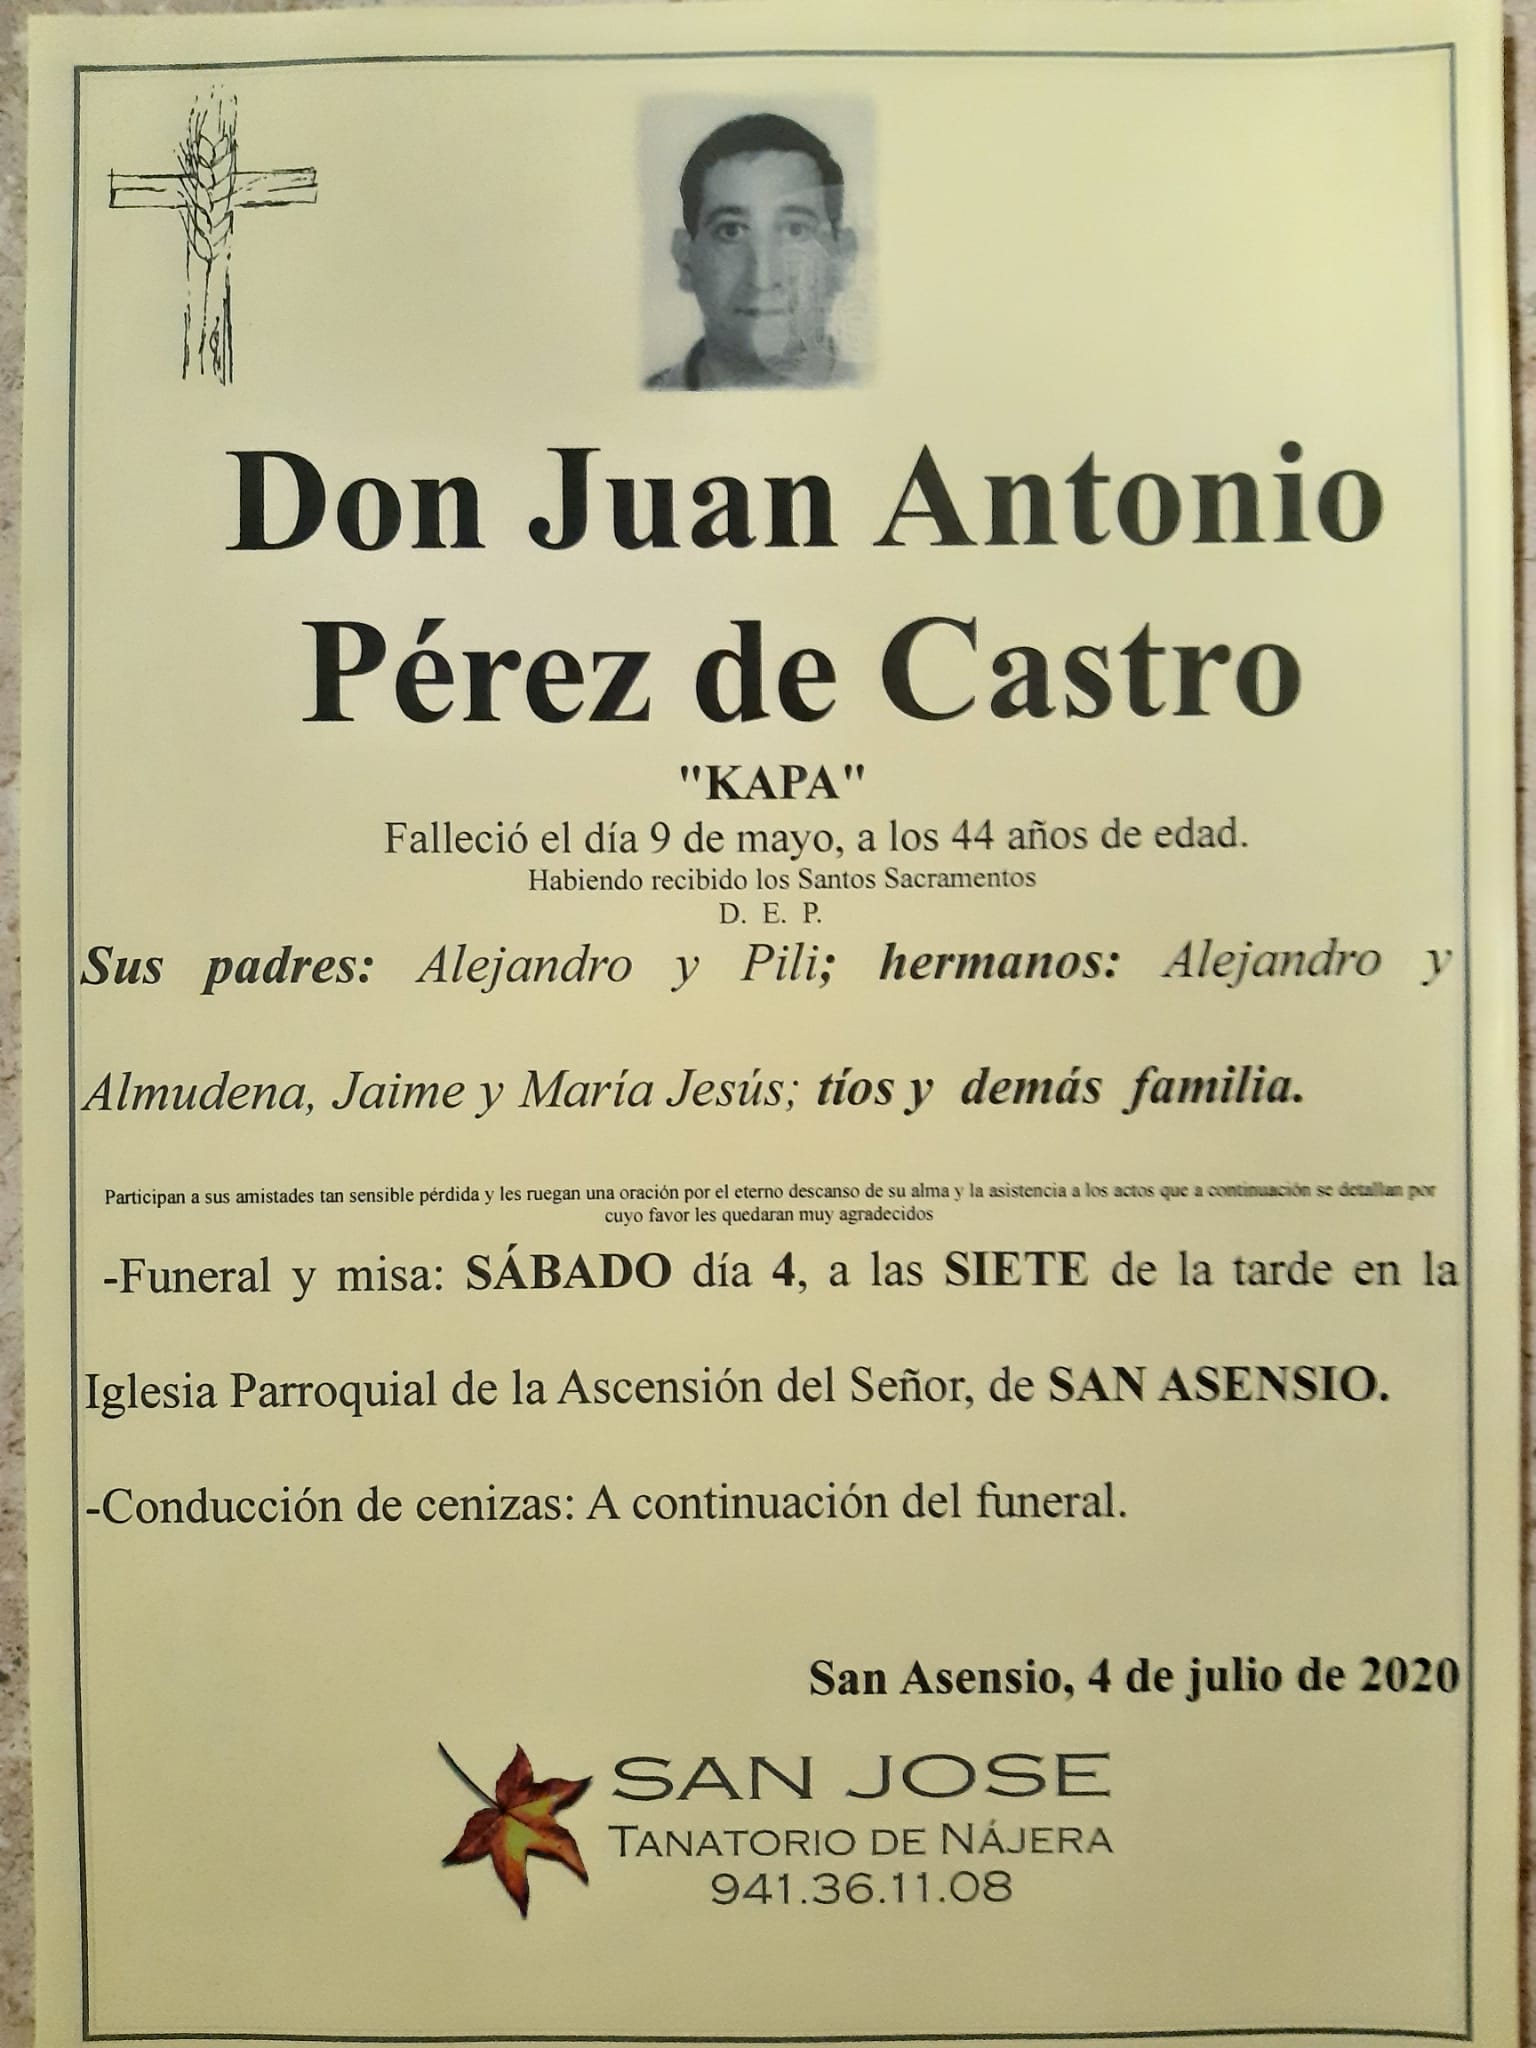 Don Juan Antonio
Pérez de Castro
"KAPA"
Falleció el día 9 de mayo, a los 44 años de edad.
Habiendo recibido los Santos Sacramentos
D. E. P.
Sus padres: Alejandro y Pili; hermanos: Alejandro y
Almudena, Jaime y María Jesús; tíos y demás familia.
Participan a sus amistades tan sensible pérdida y les ruegan una oración por el eterno descanso de su alma y la asistencia a los actos que a continuación se detallan por
cuyo favor les quedaran muy agradecidos
-Funeral y misa: SÁBADO día 4, a las SIETE de la tarde en la
Iglesia Parroquial de la Ascensión del Señor, de SAN ASENSIO.
-Conducción de cenizas: A continuación del funeral.
San Asensio, 4 de julio de 2020
SAN JOSE
TANATORIO DE NÁJERA
941.36.11.08